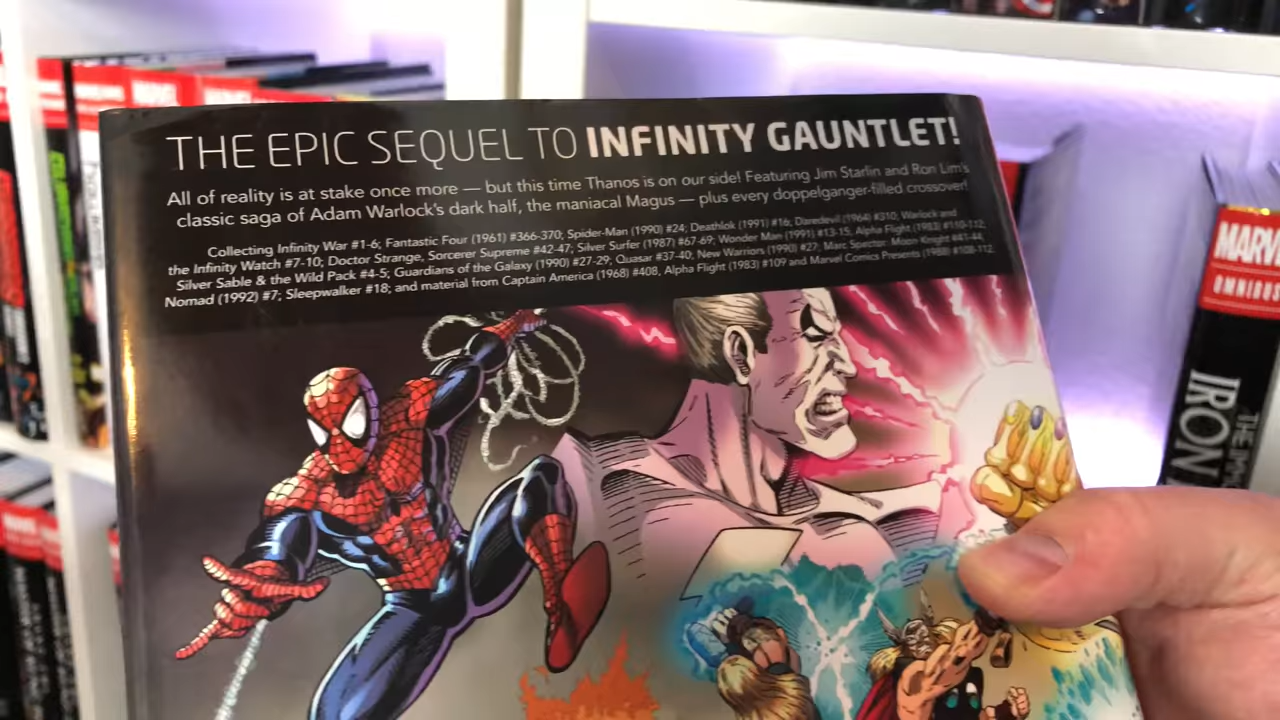 THE EPIC SEQUEL TO INFINITY GAUNTLET!
All of reality is at stake once more — but this time Thanos is on our side! Featuring Jim Starlin and Ron Lim's
classic saga of Adam Warlock's dark half, the maniacal Magus — plus every doppelganger-filled crossover!
Collecting Infinity War #1-6; Fantastic Four (1961) #366-370; Spider-Man (1990) #24; Deathlok (1991) #16; Daredevil (1964) #310; Warlock and
the Infinity Watch #7-10; Doctor Strange, Sorcerer Supreme #42-47; Silver Surfer (1987) #67-69; Wonder Man (1991) #13-15, Alpha Flight (1983) #110-112;
Silver Sable & the Wild Pack #4-5; Guardians of the Galaxy (1990) #27-29; Quasar #37-40, New Warriors (1990) #27; Marc Spector: Moon Knight #41-44;
Nomad (1992) #7; Sleepwalker #18; and material from Captain America (1968) #408, Alpha Flight (1983) #109 and Marvel Comics Presents (1988) #108-112
MARVEL
OMNIBUS
IRON